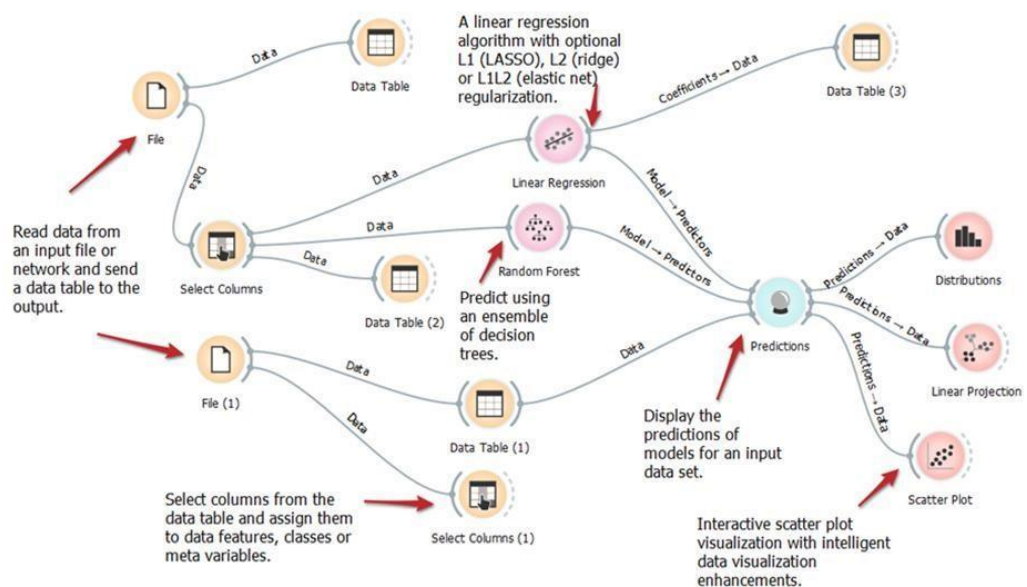 A linear regression
algorithm with optional
L1 (LASSO), L2 (ridge)
or L1L2 (elastic net)
regularization.
Data
Data Table
Coefficients → Data
Data Table (3)
File
Data
Data
Linear Regression
Model → Predictors
Read data from
an input file or
network and send
a data table to the
output.
Select Columns
Data
Random Forest
Model → Predictors
Data
Data Table (2)
Predict using
an ensemble
of decision
trees.
Predictions
Predictions → Data
Distributions
Predictions → Data
Linear Projection
Predictions → Data
Scatter Plot
File (1)
Data
Data Table (1)
Data
Data
Select Columns (1)
Display the
predictions of
models for an input
data set.
Select columns from the
data table and assign them
to data features, classes or
meta variables.
Interactive scatter plot
visualization with intelligent
data visualization
enhancements.